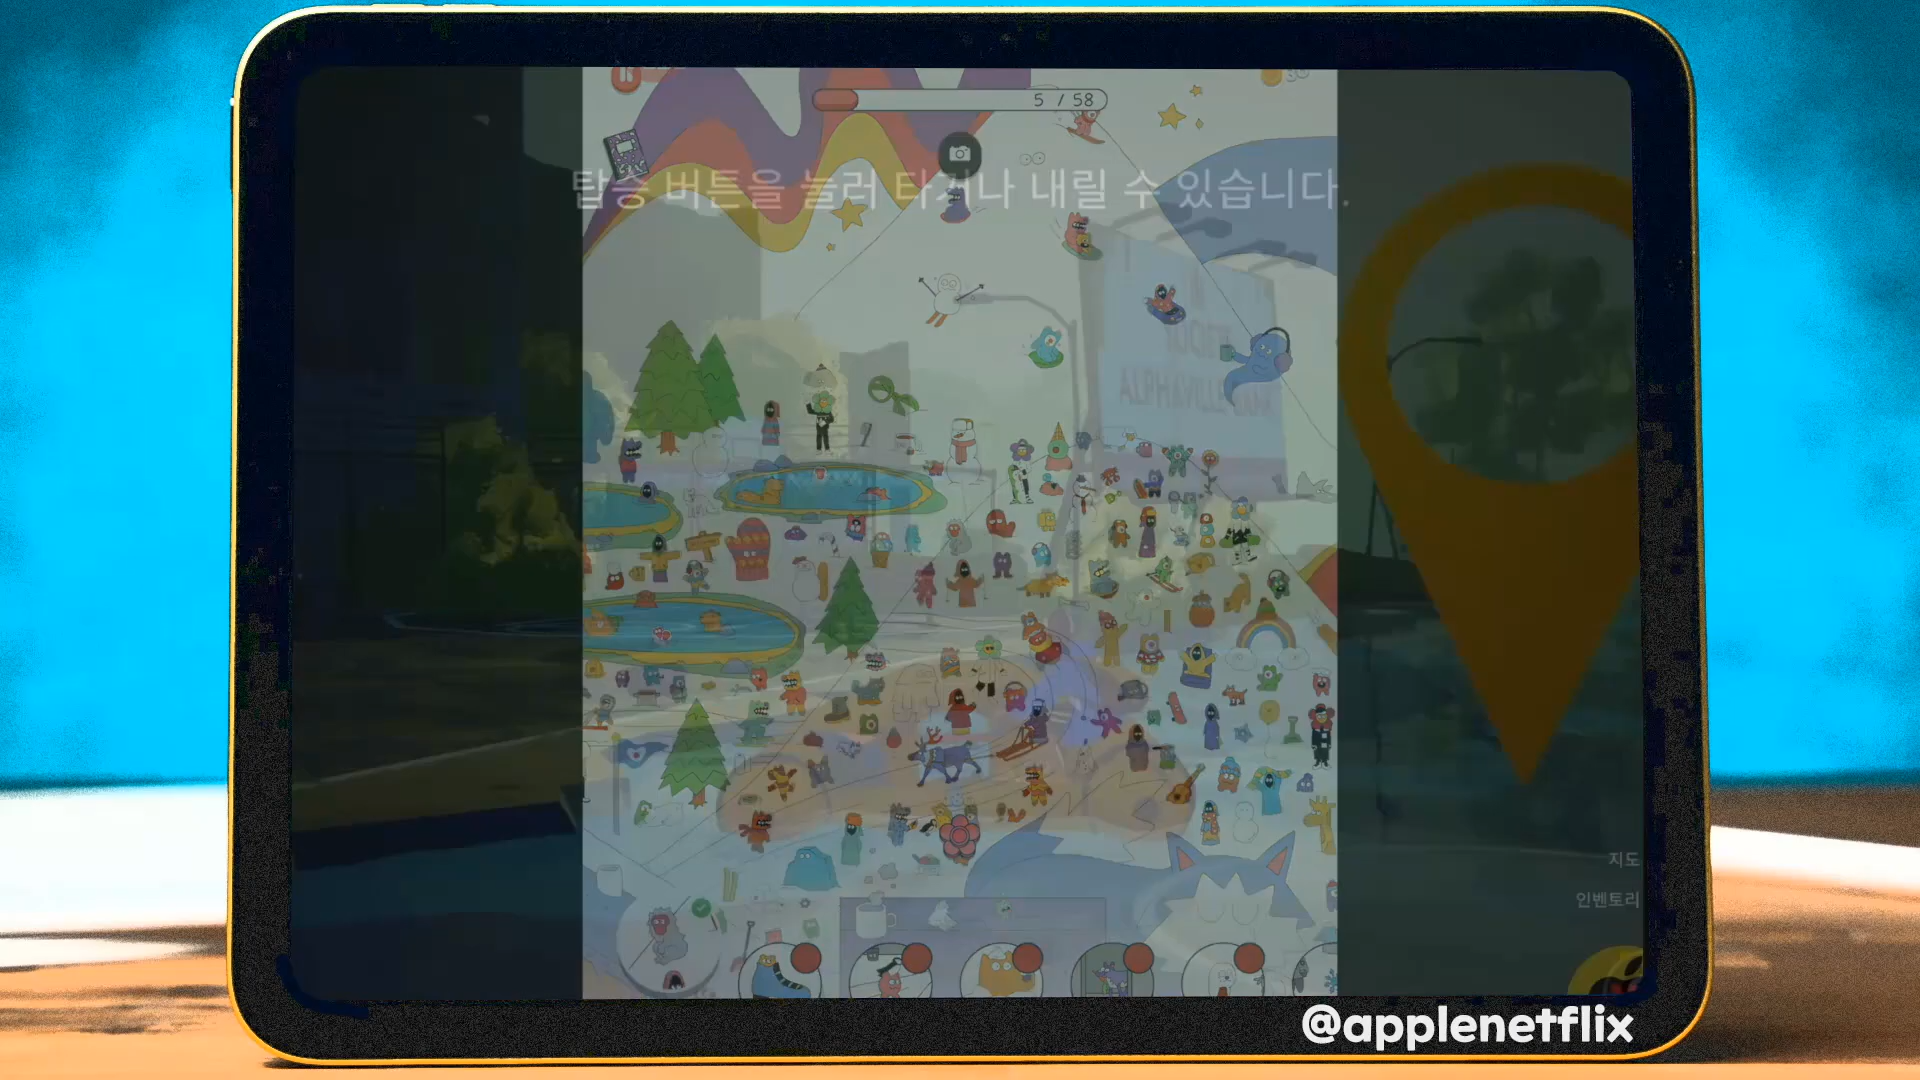 5 / 58
탑승 버튼을 눌러 타거나 내릴 수 있습니다.
지도
인벤토리
@applenetflix